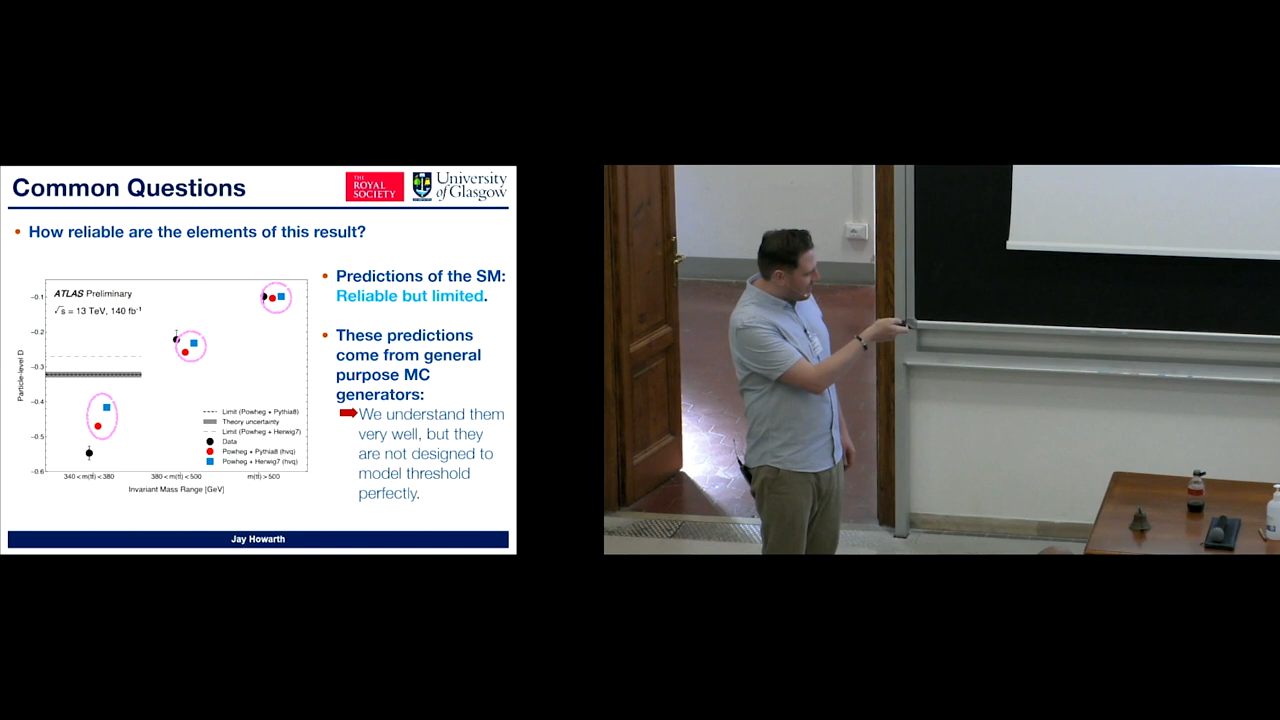 Common Questions
THE
ROYAL
SOCIETY
University
of Glasgow
• How reliable are the elements of this result?
ATLAS Preliminary
√s = 13 TeV, 140 fb⁻¹
Particle-level D
−0.1
−0.2
−0.3
−0.4
−0.5
−0.6
Limit (Powheg + Pythia8)
Theory uncertainty
Limit (Powheg + Herwig7)
Data
Powheg + Pythia8 (hvq)
Powheg + Herwig7 (hvq)
340 < m(tt̄) < 380
380 < m(tt̄) < 500
m(tt̄) > 500
Invariant Mass Range [GeV]
• Predictions of the SM:
Reliable but limited.
• These predictions
come from general
purpose MC
generators:
We understand them
very well, but they
are not designed to
model threshold
perfectly.
Jay Howarth